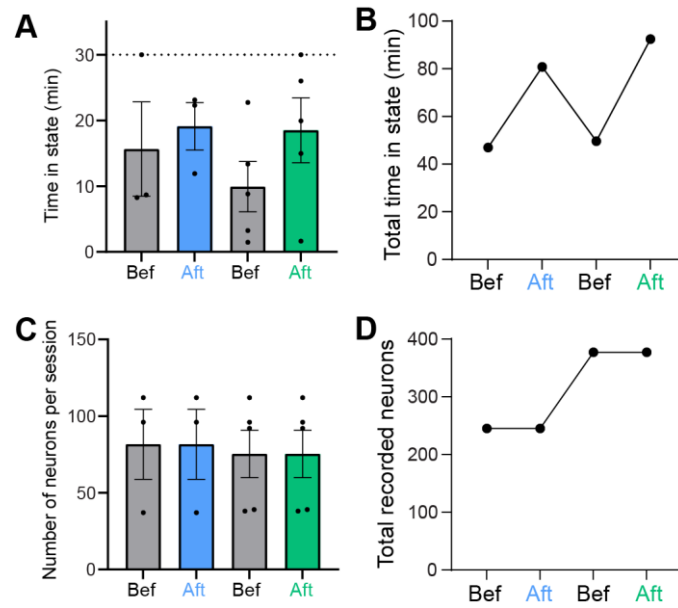 A
Time in state (min)
30
20
10
0
Bef
Aft
Bef
Aft
B
Total time in state (min)
100
80
60
40
20
0
Bef
Aft
Bef
Aft
C
Number of neurons per session
150
100
50
0
Bef
Aft
Bef
Aft
D
Total recorded neurons
400
300
200
100
0
Bef
Aft
Bef
Aft